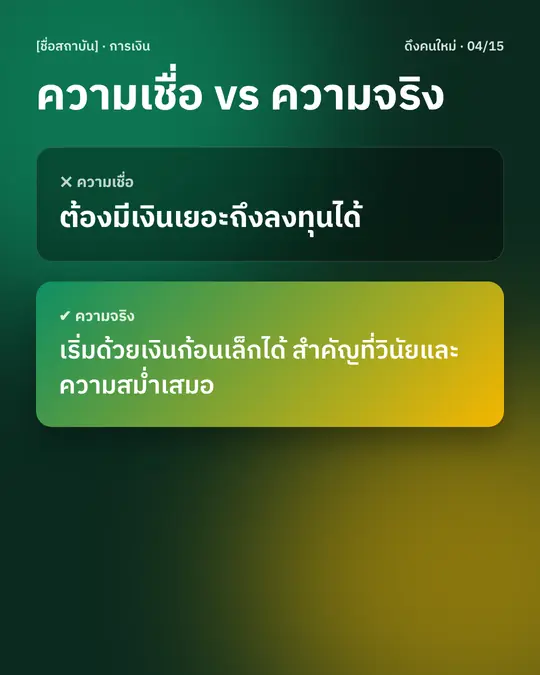 [ชื่อสถาบัน] · การเงิน
ดึงคนใหม่ · 04/15
ความเชื่อ vs ความจริง
✕ ความเชื่อ
ต้องมีเงินเยอะถึงลงทุนได้
✔ ความจริง
เริ่มด้วยเงินก้อนเล็กได้ สำคัญที่วินัยและ
ความสม่ำเสมอ